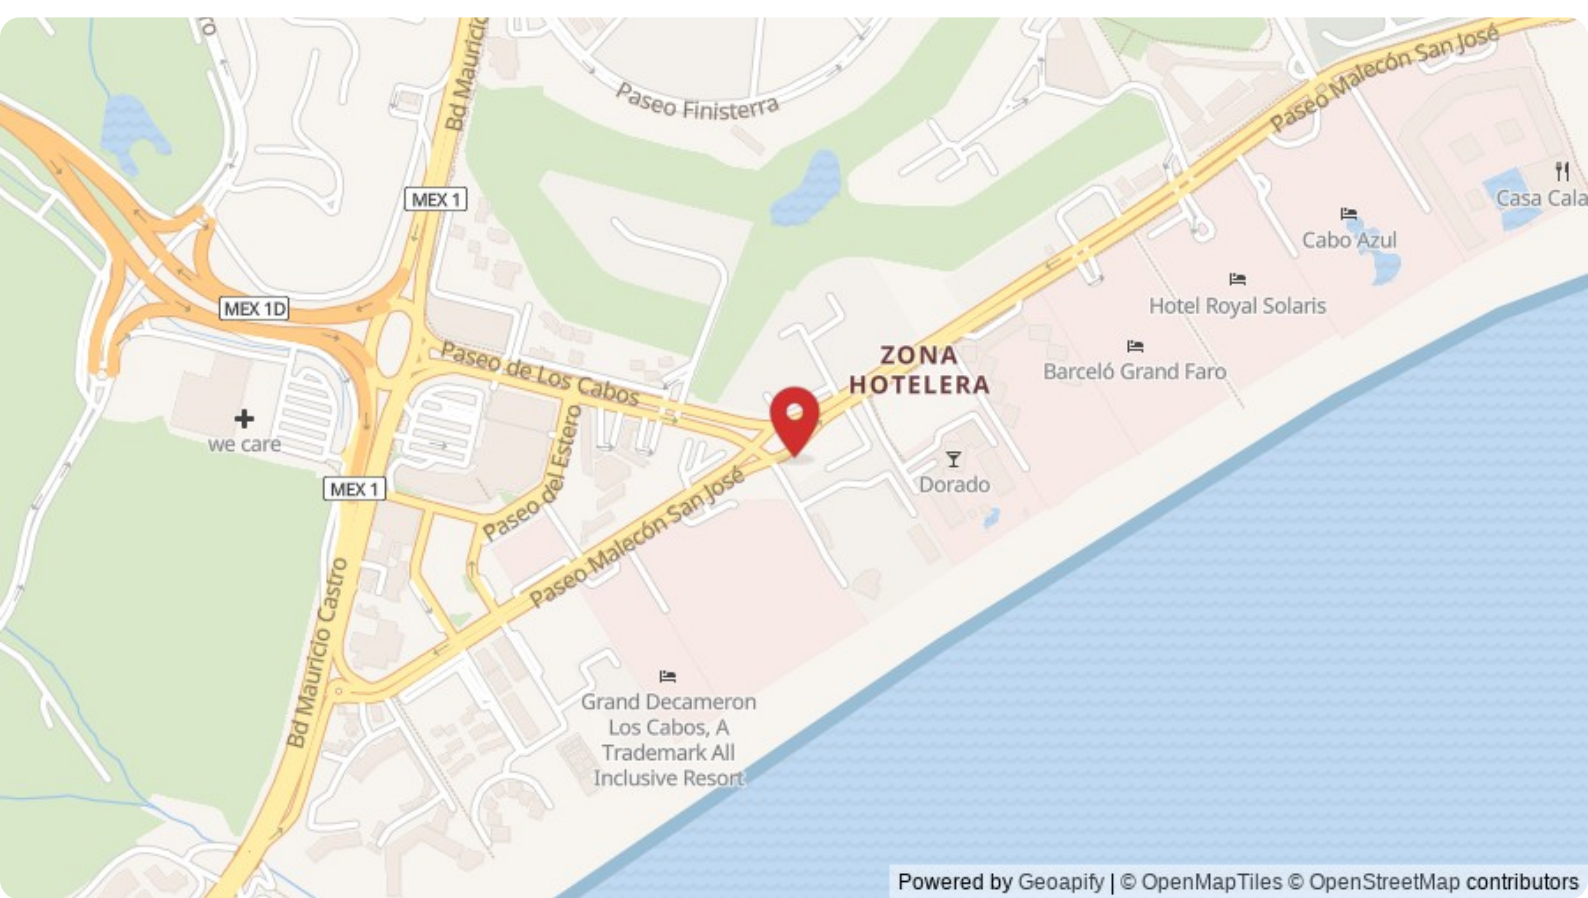 ro
Bd Mauricio
Paseo Finisterra
Paseo Malecón San José
MEX 1
Casa Cala
Cabo Azul
MEX 1D
Hotel Royal Solaris
Paseo de Los Cabos
ZONA
HOTELERA
Barceló Grand Faro
we care
Paseo del Estero
Dorado
MEX 1
Paseo Malecón San José
Bd Mauricio Castro
Grand Decameron
Los Cabos, A
Trademark All
Inclusive Resort
Powered by Geoapify | © OpenMapTiles © OpenStreetMap contributors